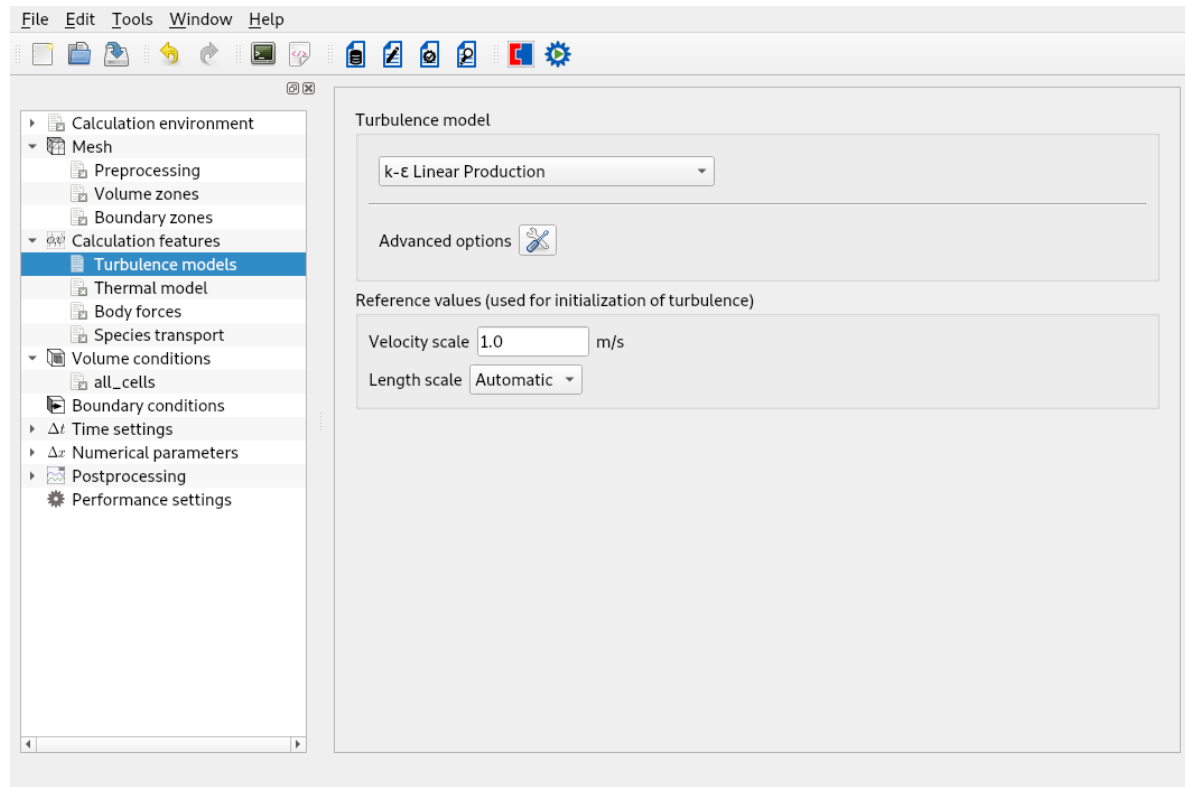 File Edit Tools Window Help
Calculation environment
Mesh
Preprocessing
Volume zones
Boundary zones
Calculation features
Turbulence models
Thermal model
Body forces
Species transport
Volume conditions
all_cells
Boundary conditions
Δt Time settings
Δx Numerical parameters
Postprocessing
Performance settings
Turbulence model
k-ε Linear Production
Advanced options
Reference values (used for initialization of turbulence)
Velocity scale 1.0 m/s
Length scale Automatic